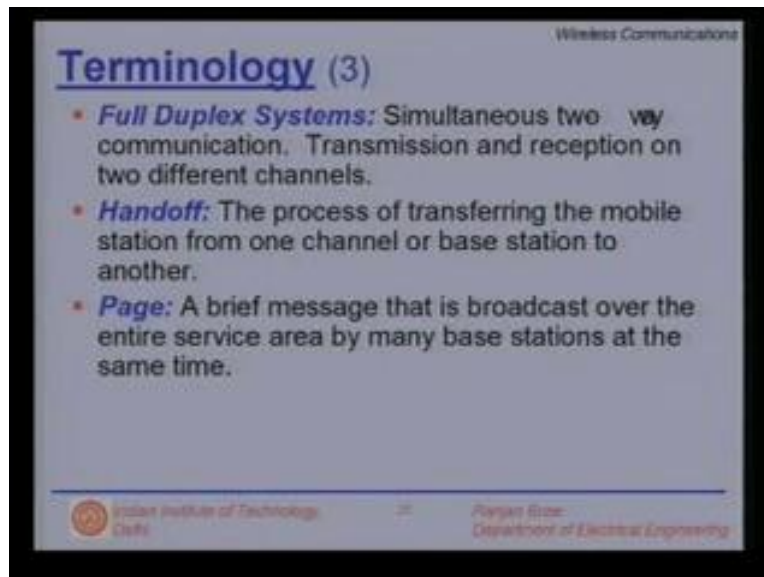 Wireless Communications
Terminology (3)
Full Duplex Systems: Simultaneous two way
communication. Transmission and reception on
two different channels.
Handoff: The process of transferring the mobile
station from one channel or base station to
another.
Page: A brief message that is broadcast over the
entire service area by many base stations at the
same time.
Indian Institute of Technology,
Delhi
Ranjan Bose
Department of Electrical Engineering